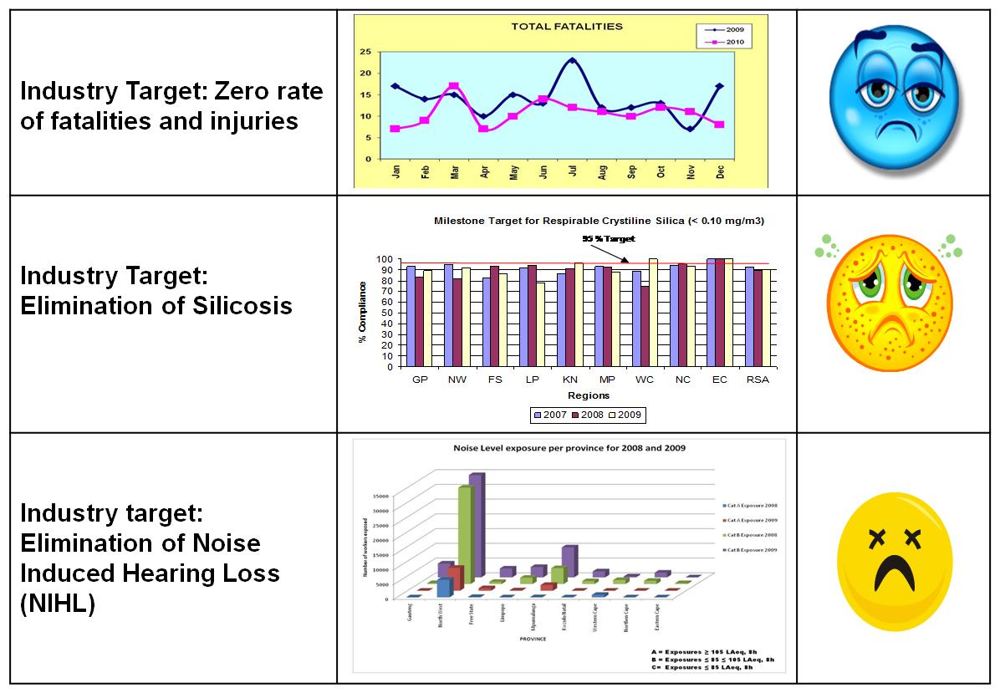 Industry Target: Zero rate
of fatalities and injuries
TOTAL FATALITIES
2009
2010
25
20
15
10
5
0
Jan Feb Mar Apr May Jun Jul Aug Sep Oct Nov Dec
Industry Target:
Elimination of Silicosis
Milestone Target for Respirable Crystiline Silica (< 0.10 mg/m3)
95 % Target
% Compliance
100
90
80
70
60
50
40
30
20
10
0
GP NW FS LP KN MP WC NC EC RSA
Regions
2007 2008 2009
Industry target:
Elimination of Noise
Induced Hearing Loss
(NIHL)
Noise Level exposure per province for 2008 and 2009
Number of workers exposed
35000
30000
25000
20000
15000
10000
5000
0
Gauteng North West Free State Limpopo Mpumalanga Kwzulu Natal Western Cape Northen Cape Eastern Cape
PROVINCE
Cat A Exposure 2008
Cat A Exposure 2009
Cat B Exposure 2008
Cat B Exposure 2009
A = Exposures ≥ 105 LAeq, 8h
B = Exposures ≤ 85 ≤ 105 LAeq, 8h
C= Exposures ≤ 85 LAeq, 8h